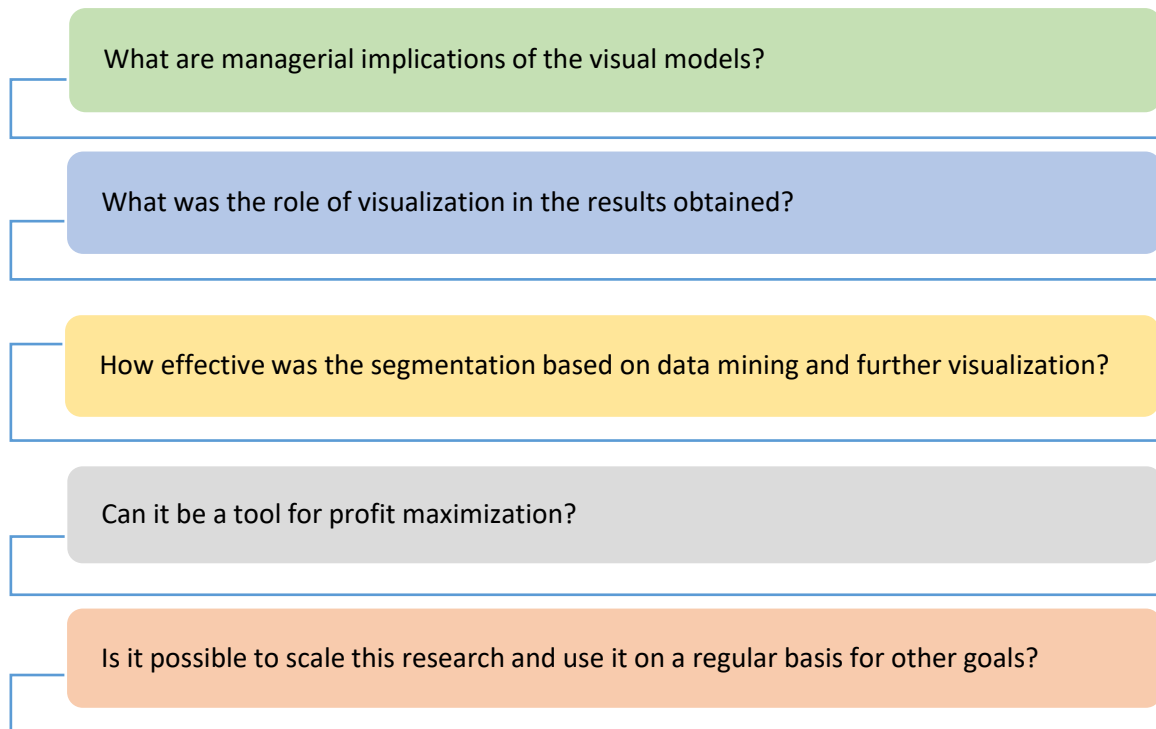 What are managerial implications of the visual models?
What was the role of visualization in the results obtained?
How effective was the segmentation based on data mining and further visualization?
Can it be a tool for profit maximization?
Is it possible to scale this research and use it on a regular basis for other goals?